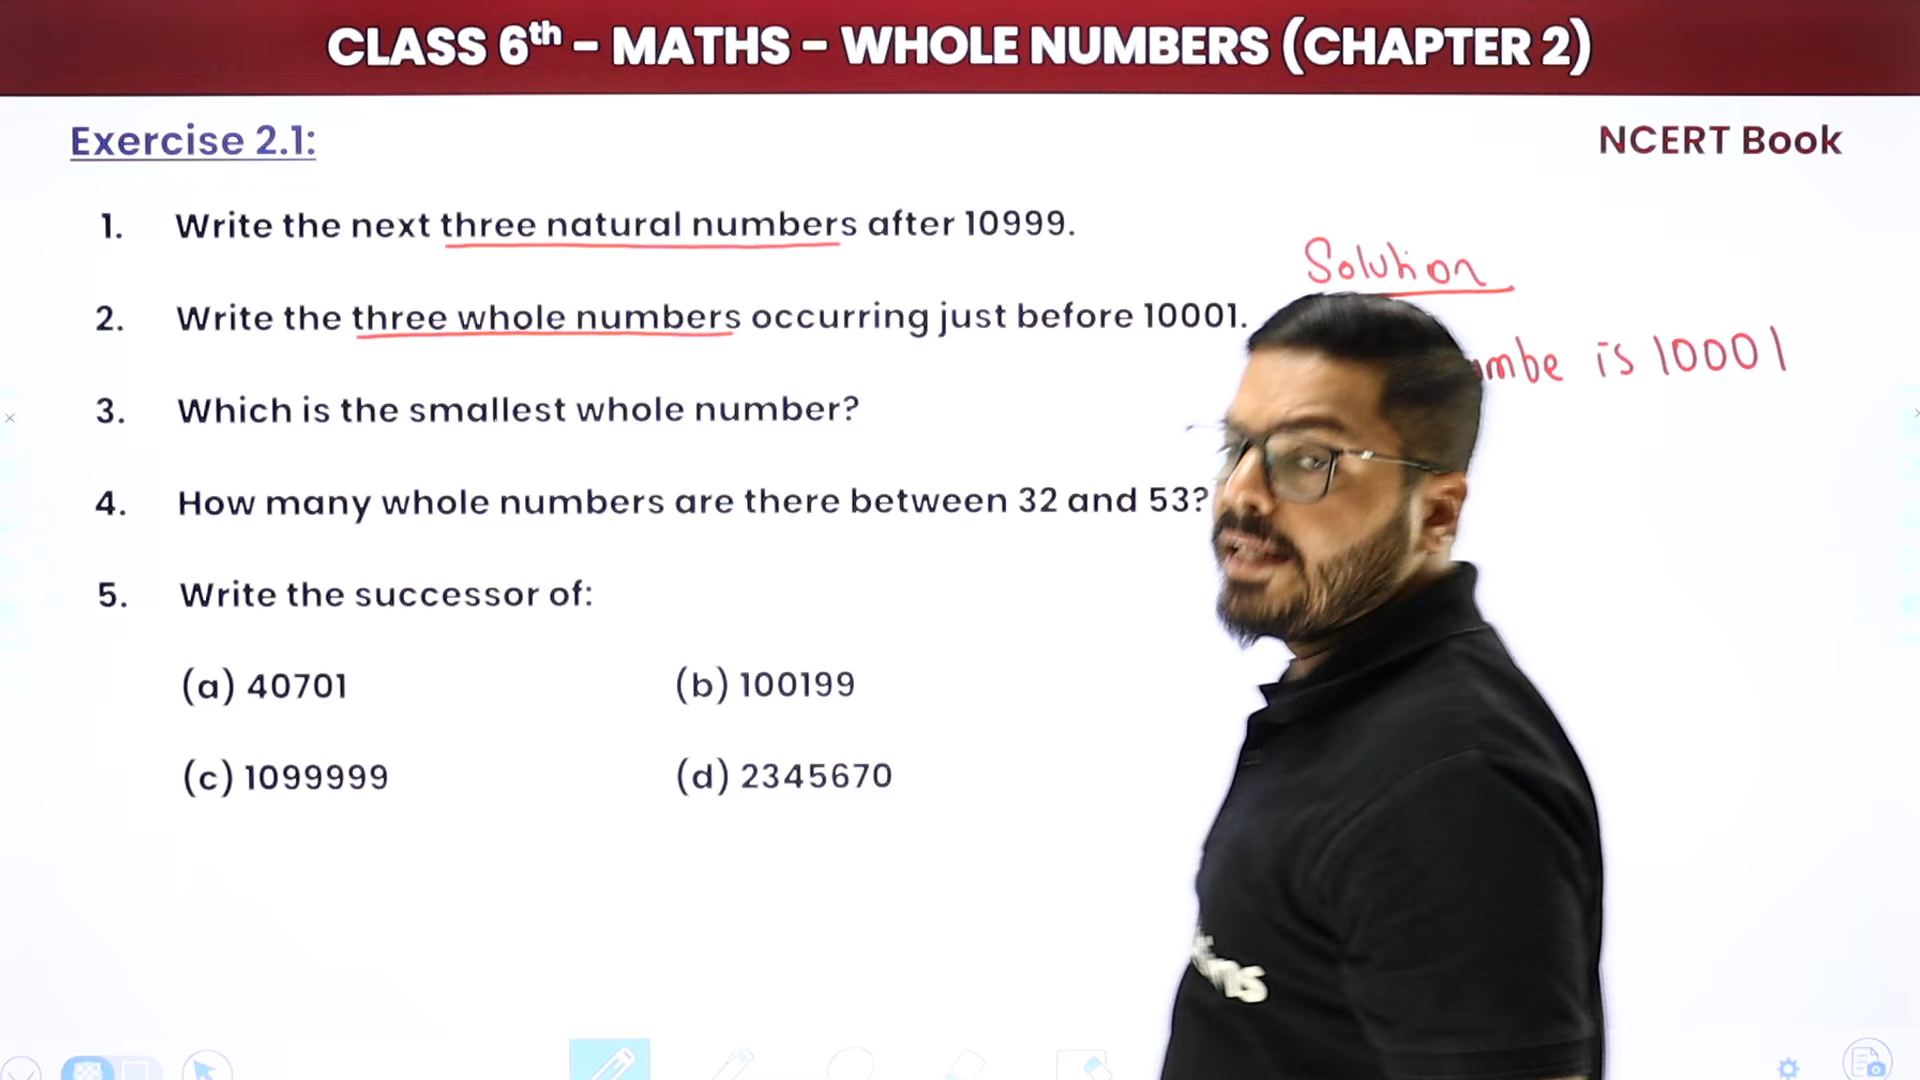 CLASS 6th - MATHS - WHOLE NUMBERS (CHAPTER 2)
Exercise 2.1:
NCERT Book
1. Write the next three natural numbers after 10999.
Solution
2. Write the three whole numbers occurring just before 10001.
is 10001
3. Which is the smallest whole number?
4. How many whole numbers are there between 32 and 53?
5. Write the successor of:
(a) 40701
(b) 100199
(c) 1099999
(d) 2345670